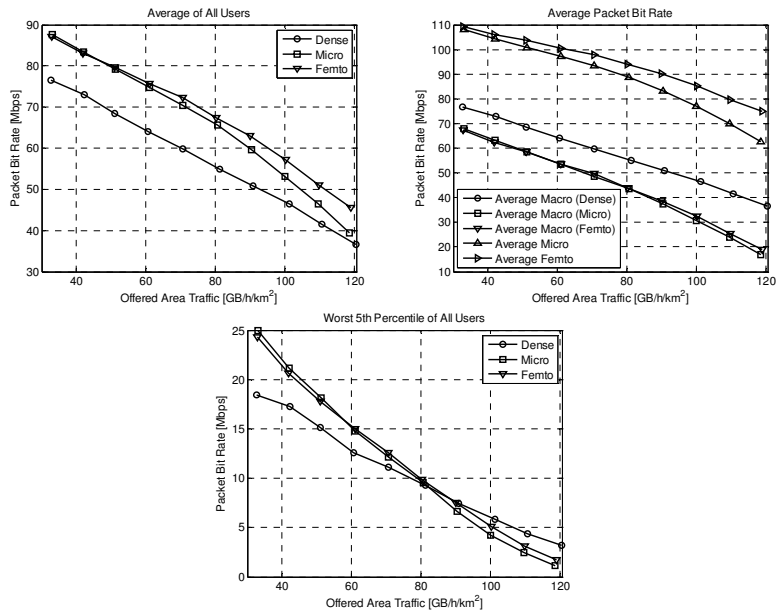 Average of All Users
90
80
70
60
50
40
30
Packet Bit Rate [Mbps]
Dense
Micro
Femto
40 60 80 100 120
Offered Area Traffic [GB/h/km²]
Average Packet Bit Rate
110
100
90
80
70
60
50
40
30
20
10
Packet Bit Rate [Mbps]
Average Macro (Dense)
Average Macro (Micro)
Average Macro (Femto)
Average Micro
Average Femto
40 60 80 100 120
Offered Area Traffic [GB/h/km²]
Worst 5th Percentile of All Users
25
20
15
10
5
0
Packet Bit Rate [Mbps]
Dense
Micro
Femto
40 60 80 100 120
Offered Area Traffic [GB/h/km²]